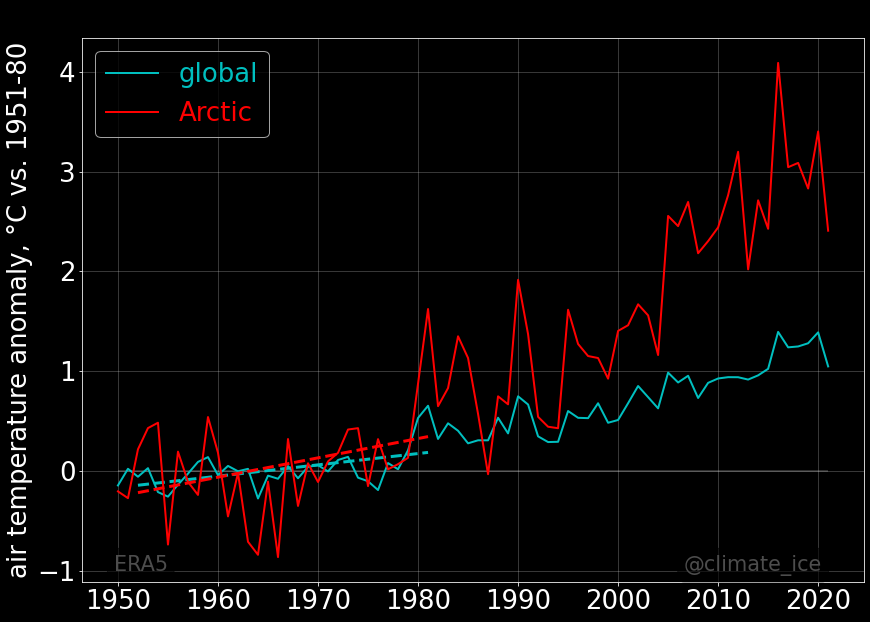 air temperature anomaly, °C vs. 1951-80
global
Arctic
4
3
2
1
0
−1
ERA5
@climate_ice
1950 1960 1970 1980 1990 2000 2010 2020